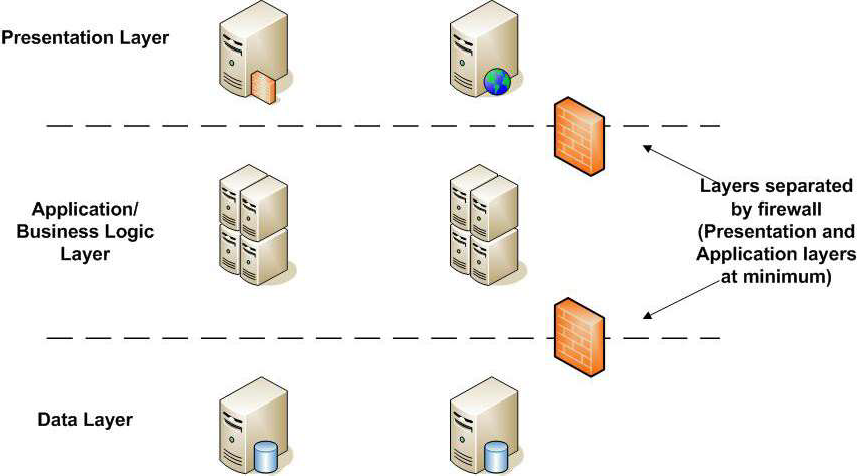 Presentation Layer
Application/
Business Logic
Layer
Layers separated
by firewall
(Presentation and
Application layers
at minimum)
Data Layer